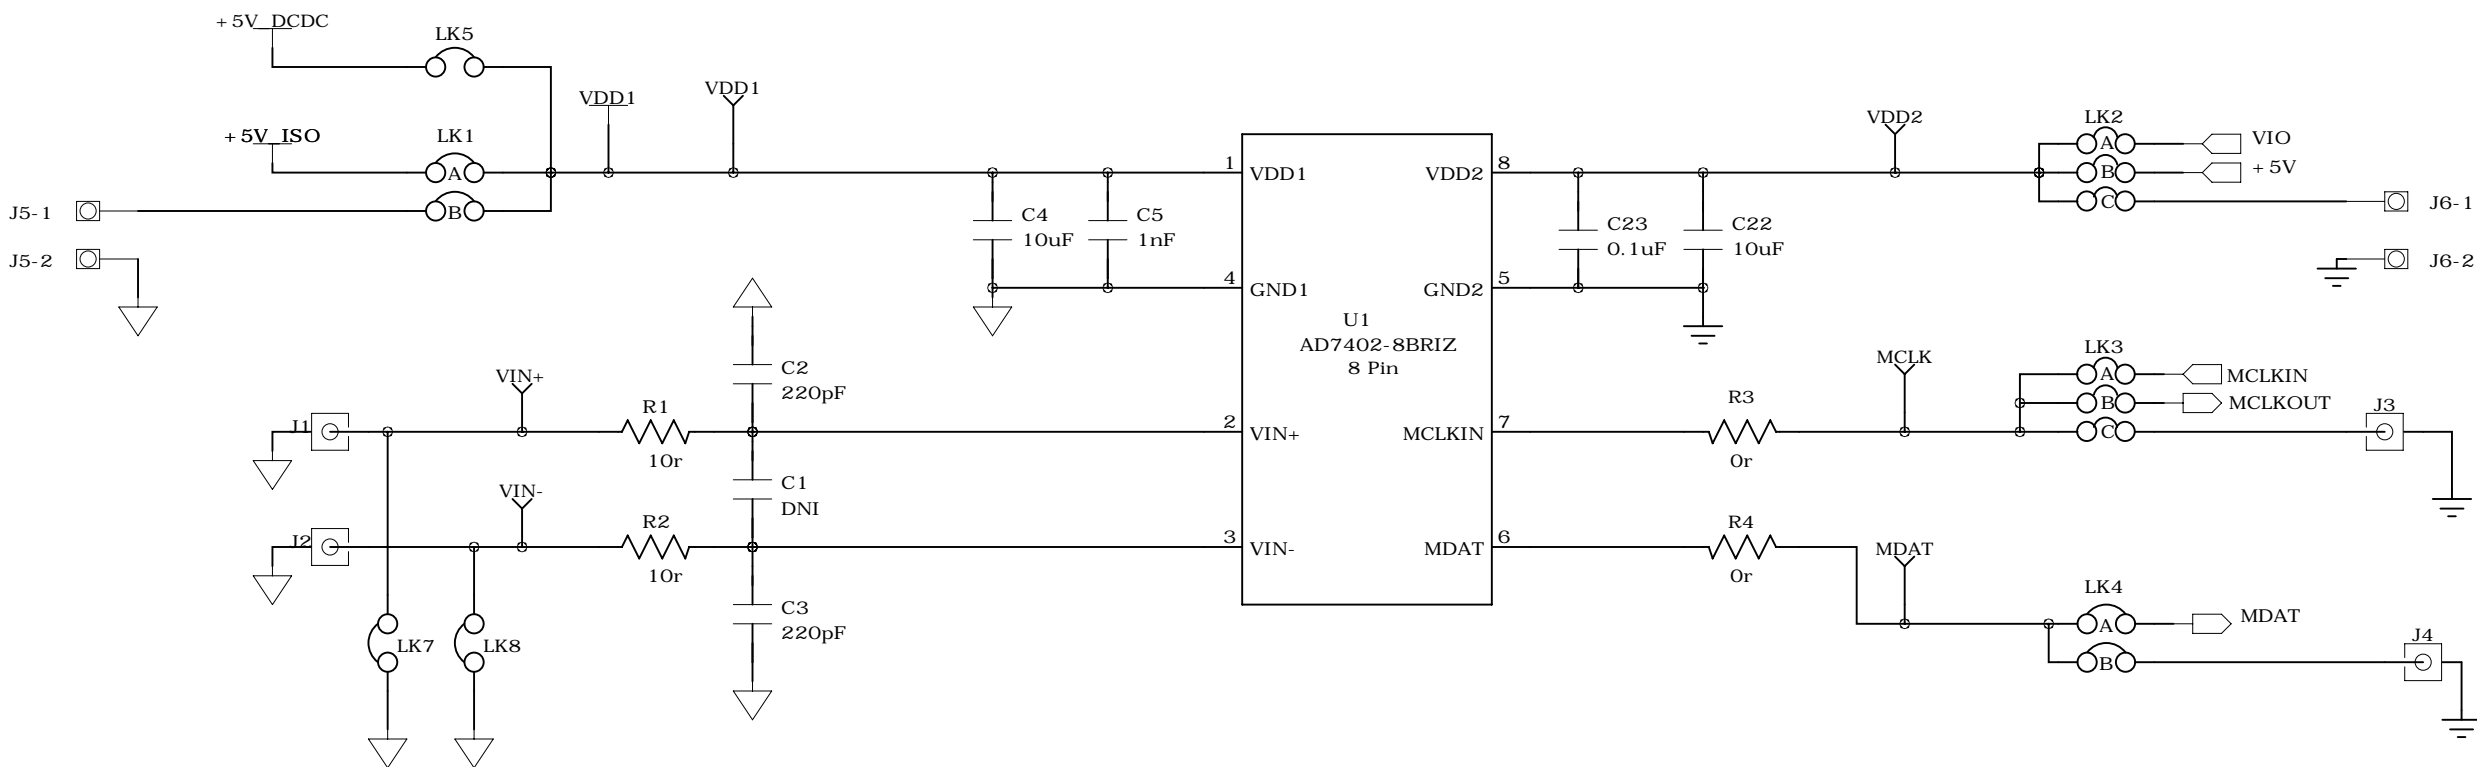 +5V_DCDC
LK5
VDD1
VDD1
+5V_ISO
LK1
A
B
J5-1
J5-2
C4
10uF
C5
1nF
1
VDD1
4
GND1
VDD2
8
GND2
5
U1
AD7402-8BRIZ
8 Pin
C23
0.1uF
C22
10uF
VDD2
LK2
A
VIO
B
+5V
C
J6-1
J6-2
C2
220pF
VIN+
J1
R1
10r
2
VIN+
C1
DNI
VIN-
J2
R2
10r
3
VIN-
C3
220pF
LK7
LK8
MCLKIN
7
R3
0r
MCLK
LK3
A
MCLKIN
B
MCLKOUT
C
J3
MDAT
6
R4
0r
MDAT
LK4
A
MDAT
B
J4